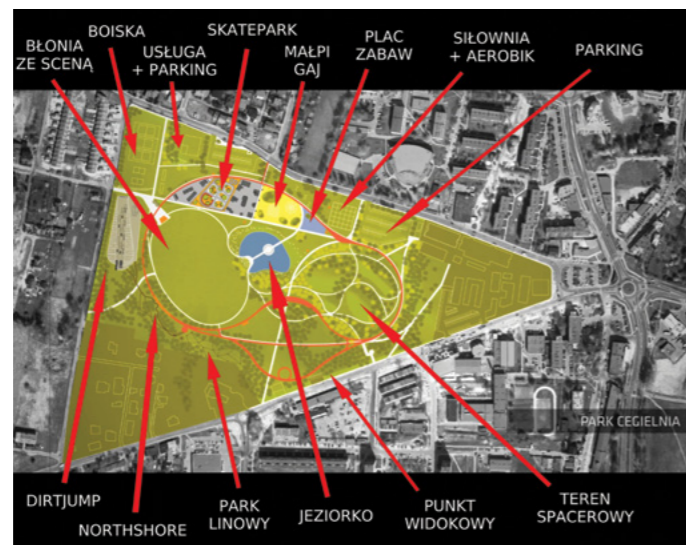 BŁONIA
ZE SCENĄ
BOISKA
USŁUGA
+ PARKING
SKATEPARK
MAŁPI
GAJ
PLAC
ZABAW
SIŁOWNIA
+ AEROBIK
PARKING
PARK CEGIELNIA
DIRTJUMP
NORTHSHORE
PARK
LINOWY
JEZIORKO
PUNKT
WIDOKOWY
TEREN
SPACEROWY